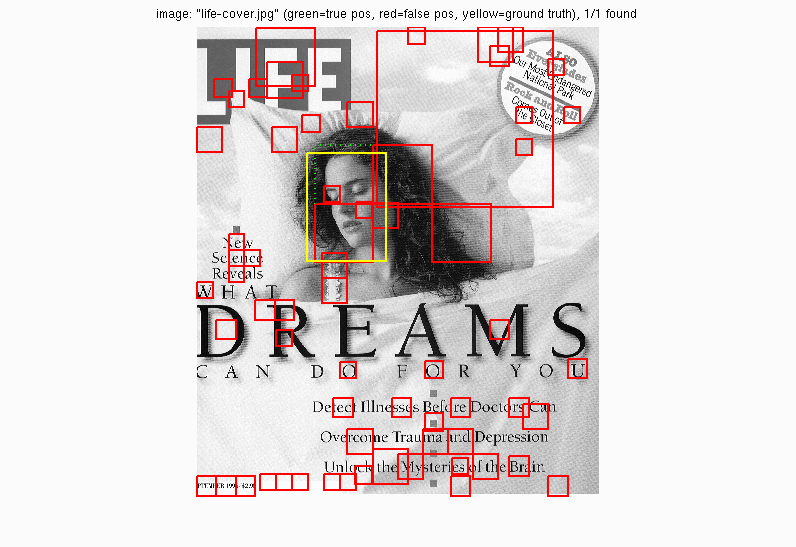 image: "life-cover.jpg" (green=true pos, red=false pos, yellow=ground truth), 1/1 found
LIFE
ALSO
Everglades
Our Most Endangered
National Park
Rock and Roll
Comes Out of
the Closet
New
Science
Reveals
WHAT
DREAMS
CAN DO FOR YOU
Detect Illnesses Before Doctors Can
Overcome Trauma and Depression
Unlock the Mysteries of the Brain